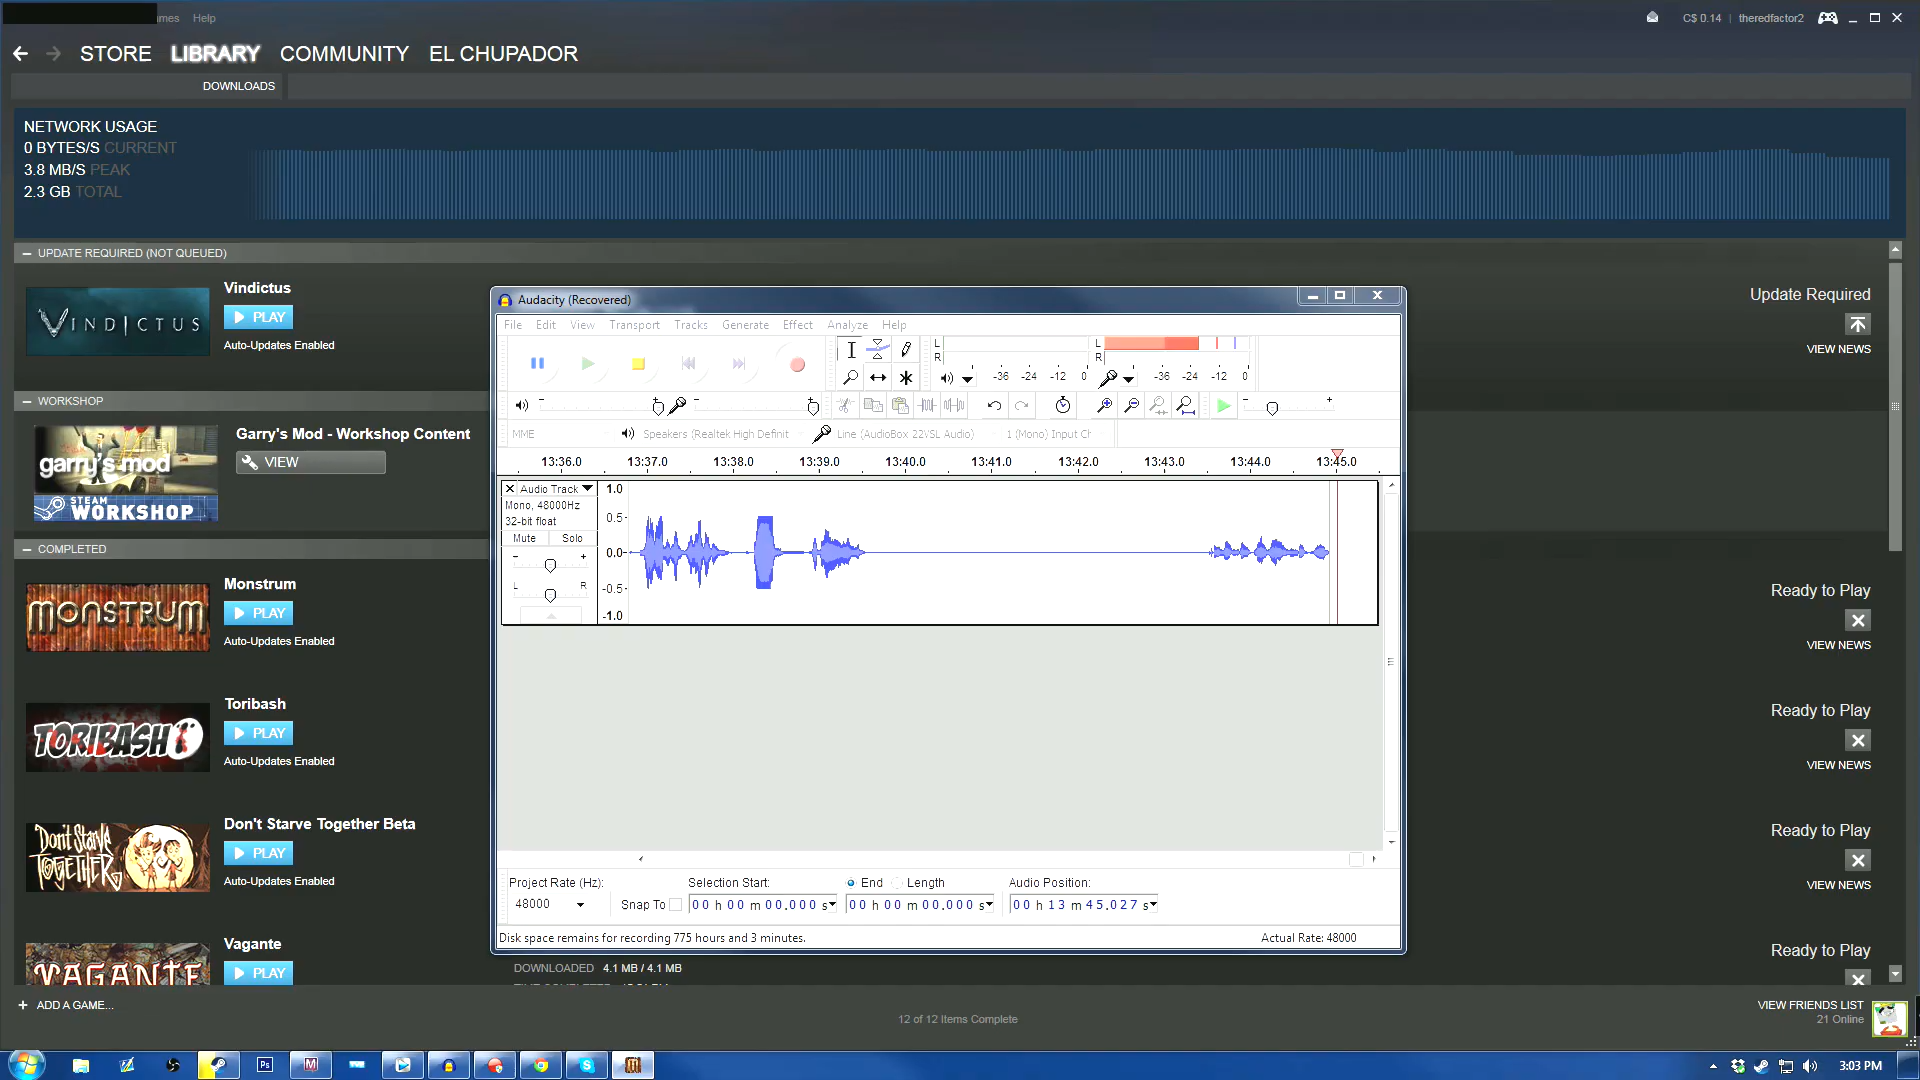 Help
C$ 0.14 | theredfactor2
STORE LIBRARY COMMUNITY EL CHUPADOR
DOWNLOADS
NETWORK USAGE
0 BYTES/S CURRENT
3.8 MB/S PEAK
2.3 GB TOTAL
UPDATE REQUIRED (NOT QUEUED)
Vindictus
VINDICTUS
PLAY
Auto-Updates Enabled
Update Required
VIEW NEWS
WORKSHOP
Garry's Mod - Workshop Content
garry's mod
STEAM
WORKSHOP
VIEW
COMPLETED
Monstrum
MONSTRUM
PLAY
Auto-Updates Enabled
Ready to Play
VIEW NEWS
Toribash
TORIBASH
PLAY
Auto-Updates Enabled
Ready to Play
VIEW NEWS
Don't Starve Together Beta
Don't Starve
TOGETHER
PLAY
Auto-Updates Enabled
Ready to Play
VIEW NEWS
Vagante
VAGANTE
PLAY
Ready to Play
Audacity (Recovered)
File Edit View Transport Tracks Generate Effect Analyze Help
L L
R R
-36 -24 -12 0 -36 -24 -12 0
MME Speakers (Realtek High Definit Line (AudioBox 22VSL Audio) 1 (Mono) Input Ch
13:36.0 13:37.0 13:38.0 13:39.0 13:40.0 13:41.0 13:42.0 13:43.0 13:44.0 13:45.0
Audio Track 1.0
Mono, 48000Hz
32-bit float 0.5
Mute Solo
0.0
L R -0.5
-1.0
Project Rate (Hz): Selection Start: End Length Audio Position:
48000 Snap To 00 h 00 m 00.000 s 00 h 00 m 00.000 s 00 h 13 m 45.027 s
Disk space remains for recording 775 hours and 3 minutes. Actual Rate: 48000
DOWNLOADED 4.1 MB / 4.1 MB
+ ADD A GAME...
12 of 12 Items Complete
VIEW FRIENDS LIST
21 Online
Ps
3:03 PM